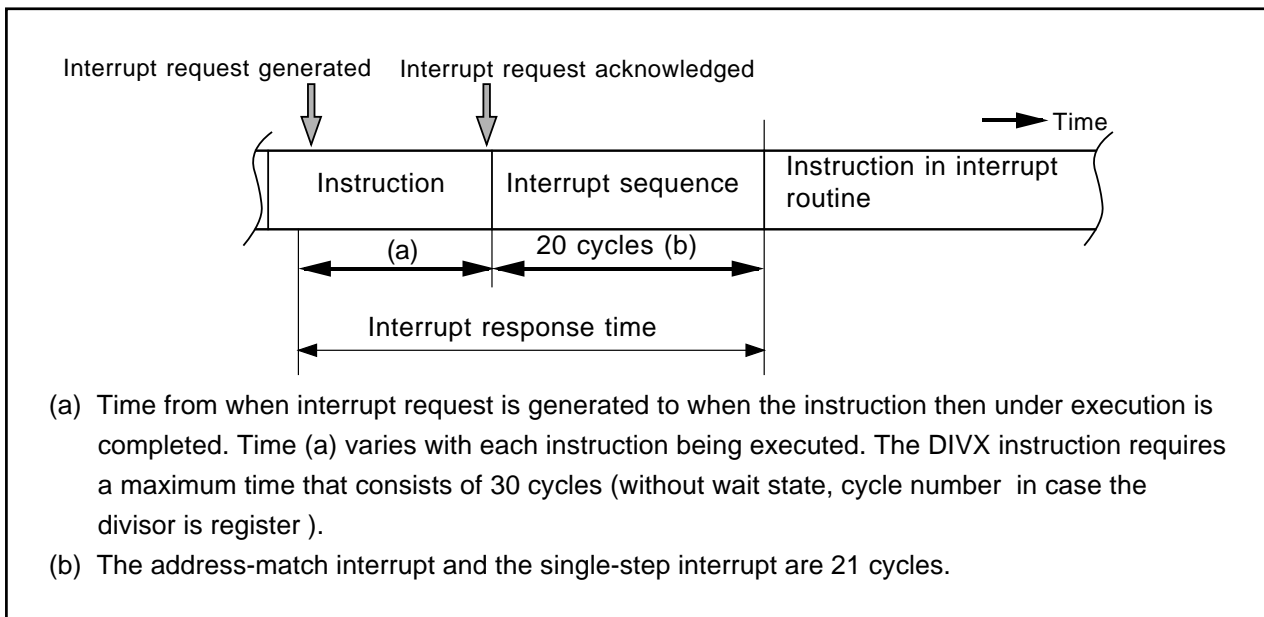 Interrupt request generated
Interrupt request acknowledged
Time
Instruction
Interrupt sequence
Instruction in interrupt
routine
(a)
20 cycles (b)
Interrupt response time
(a) Time from when interrupt request is generated to when the instruction then under execution is
completed. Time (a) varies with each instruction being executed. The DIVX instruction requires
a maximum time that consists of 30 cycles (without wait state, cycle number in case the
divisor is register ).
(b) The address-match interrupt and the single-step interrupt are 21 cycles.